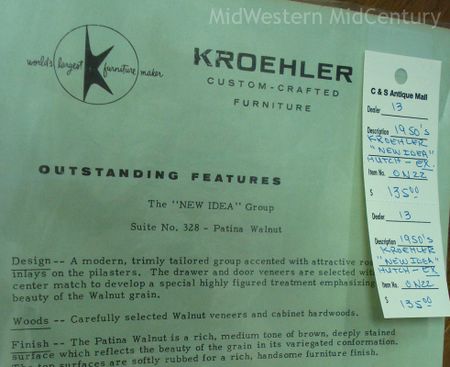 MidWestern MidCentury
world's largest furniture maker
KROEHLER
CUSTOM-CRAFTED
FURNITURE
OUTSTANDING FEATURES
The "NEW IDEA" Group
Suite No. 328 - Patina Walnut
Design -- A modern, trimly tailored group accented with attractive
inlays on the pilasters. The drawer and door veneers are selected with
center match to develop a special highly figured treatment emphasizing
beauty of the Walnut grain.
Woods -- Carefully selected Walnut veneers and cabinet hardwoods.
Finish -- The Patina Walnut is a rich, medium tone of brown, deeply stained
surface which reflects the beauty of the grain in its variegated conformation.
The top surfaces are softly rubbed for a rich, handsome furniture finish.
C & S Antique Mall
Dealer 13
Description 1950's
KROEHLER
"NEW IDEA"
HUTCH - EX.
Item No. ON22
$ 135.00
Dealer 13
Description 1950's
KROEHLER
"NEW IDEA"
HUTCH - EX
Item No. ON22
$ 135.00